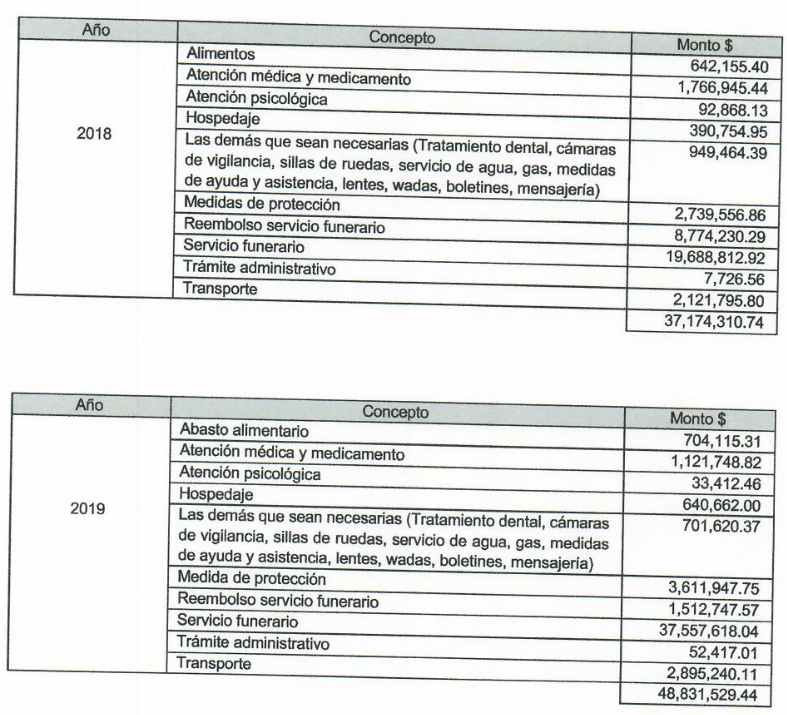 Año Concepto Monto $
2018
Alimentos 642,155.40
Atención médica y medicamento 1,766,945.44
Atención psicológica 92,868.13
Hospedaje 390,754.95
Las demás que sean necesarias (Tratamiento dental, cámaras 949,464.39
de vigilancia, sillas de ruedas, servicio de agua, gas, medidas
de ayuda y asistencia, lentes, wadas, boletines, mensajería)
Medidas de protección 2,739,556.86
Reembolso servicio funerario 8,774,230.29
Servicio funerario 19,688,812.92
Trámite administrativo 7,726.56
Transporte 2,121,795.80
37,174,310.74
Año Concepto Monto $
2019
Abasto alimentario 704,115.31
Atención médica y medicamento 1,121,748.82
Atención psicológica 33,412.46
Hospedaje 640,662.00
Las demás que sean necesarias (Tratamiento dental, cámaras 701,620.37
de vigilancia, sillas de ruedas, servicio de agua, gas, medidas
de ayuda y asistencia, lentes, wadas, boletines, mensajería)
Medida de protección 3,611,947.75
Reembolso servicio funerario 1,512,747.57
Servicio funerario 37,557,618.04
Trámite administrativo 52,417.01
Transporte 2,895,240.11
48,831,529.44